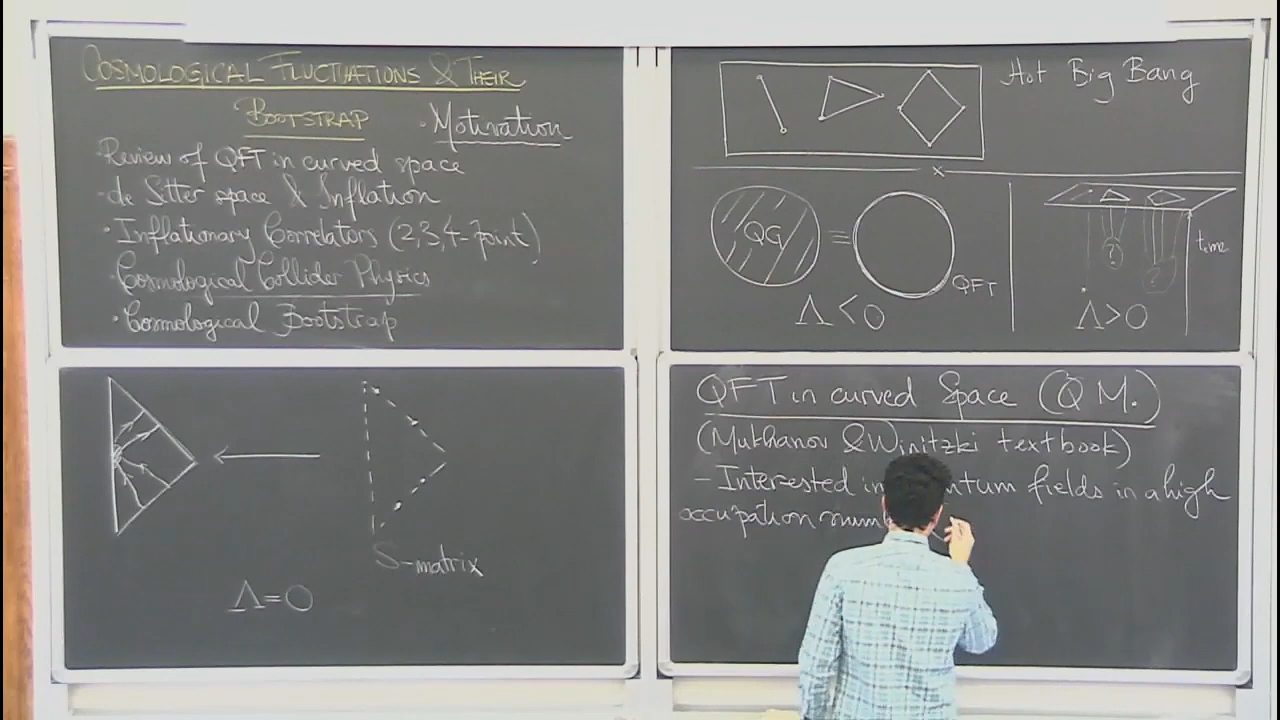 COSMOLOGICAL FLUCTUATIONS & THEIR
BOOTSTRAP
· Motivation
· Review of QFT in curved space
· de Sitter space & Inflation
· Inflationary Correlators (2,3,4-Point)
· Cosmological Collider Physics
· Cosmological Bootstrap
Hot Big Bang
x
QG = QFT
Λ<0
time
? ?
Λ>0
S-matrix
Λ=0
QFT in curved Space (QM.)
(Mukhanov & Winitzki textbook)
- Interested in fields in a high
occupation